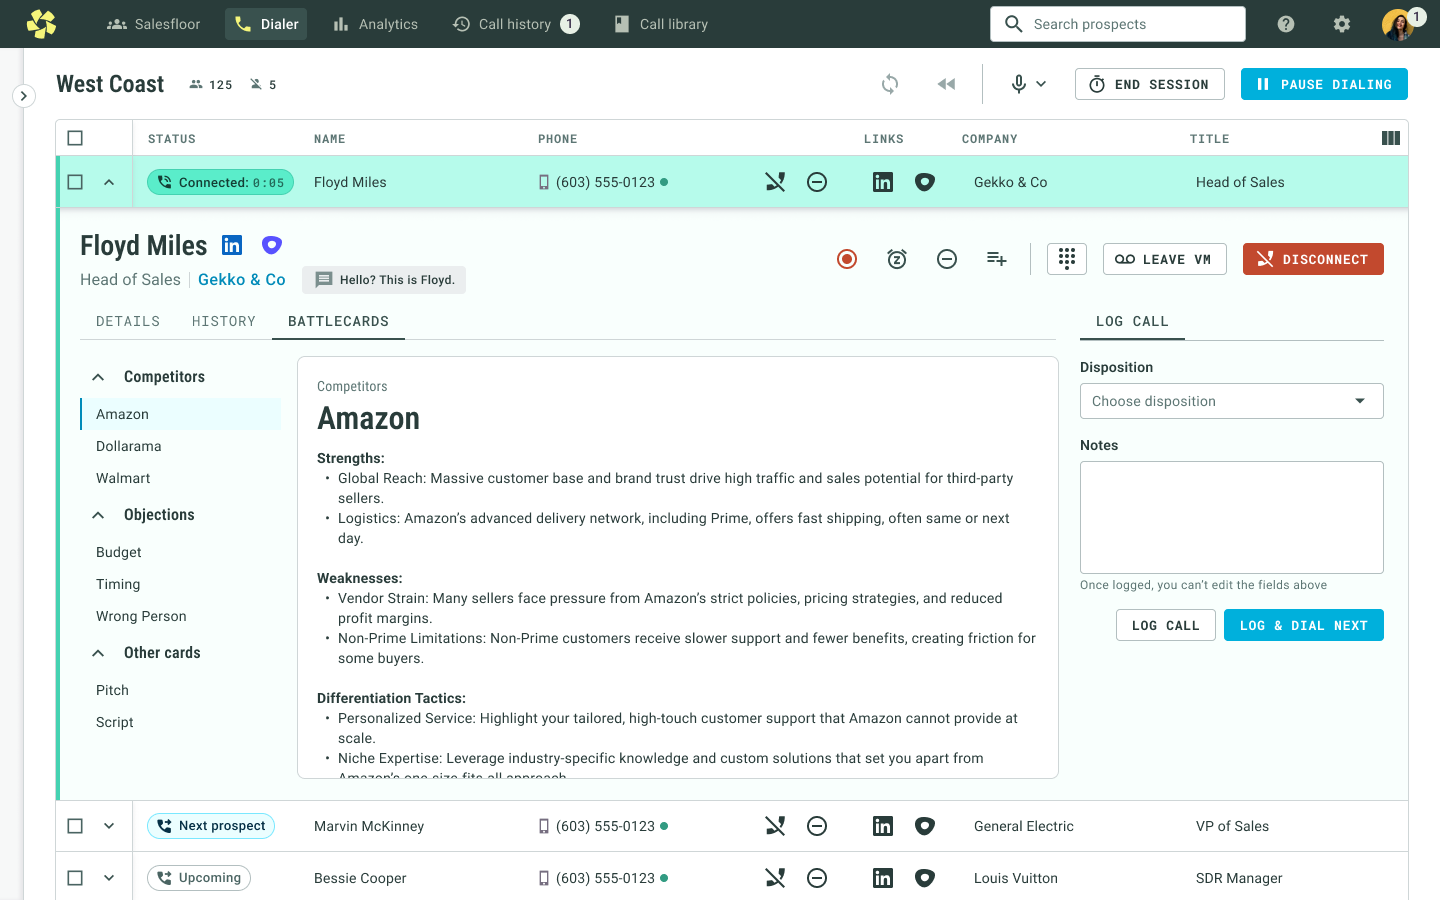 Salesfloor
Dialer
Analytics
Call history 1
Call library
Search prospects
1
West Coast 125 5
END SESSION
PAUSE DIALING
STATUS NAME PHONE LINKS COMPANY TITLE
Connected: 0:05 Floyd Miles (603) 555-0123 in Gekko & Co Head of Sales
Floyd Miles in
Head of Sales Gekko & Co Hello? This is Floyd.
z
LEAVE VM
DISCONNECT
DETAILS HISTORY BATTLECARDS
LOG CALL
Competitors
Amazon
Dollarama
Walmart
Objections
Budget
Timing
Wrong Person
Other cards
Pitch
Script
Competitors
Amazon
Strengths:
• Global Reach: Massive customer base and brand trust drive high traffic and sales potential for third-party
sellers.
• Logistics: Amazon’s advanced delivery network, including Prime, offers fast shipping, often same or next
day.
Weaknesses:
• Vendor Strain: Many sellers face pressure from Amazon’s strict policies, pricing strategies, and reduced
profit margins.
• Non-Prime Limitations: Non-Prime customers receive slower support and fewer benefits, creating friction for
some buyers.
Differentiation Tactics:
• Personalized Service: Highlight your tailored, high-touch customer support that Amazon cannot provide at
scale.
• Niche Expertise: Leverage industry-specific knowledge and custom solutions that set you apart from
Amazon’s one-size-fits-all approach.
Disposition
Choose disposition
Notes
Once logged, you can’t edit the fields above
LOG CALL
LOG & DIAL NEXT
Next prospect Marvin McKinney (603) 555-0123 in General Electric VP of Sales
Upcoming Bessie Cooper (603) 555-0123 in Louis Vuitton SDR Manager